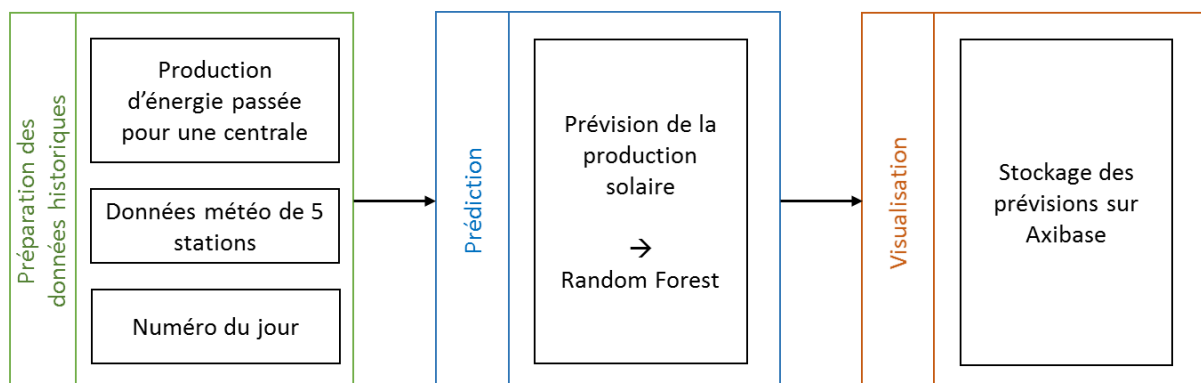 Préparation des
données historiques
Production
d’énergie passée
pour une centrale
Données météo de 5
stations
Numéro du jour
Prédiction
Prévision de la
production
solaire
→
Random Forest
Visualisation
Stockage des
prévisions sur
Axibase